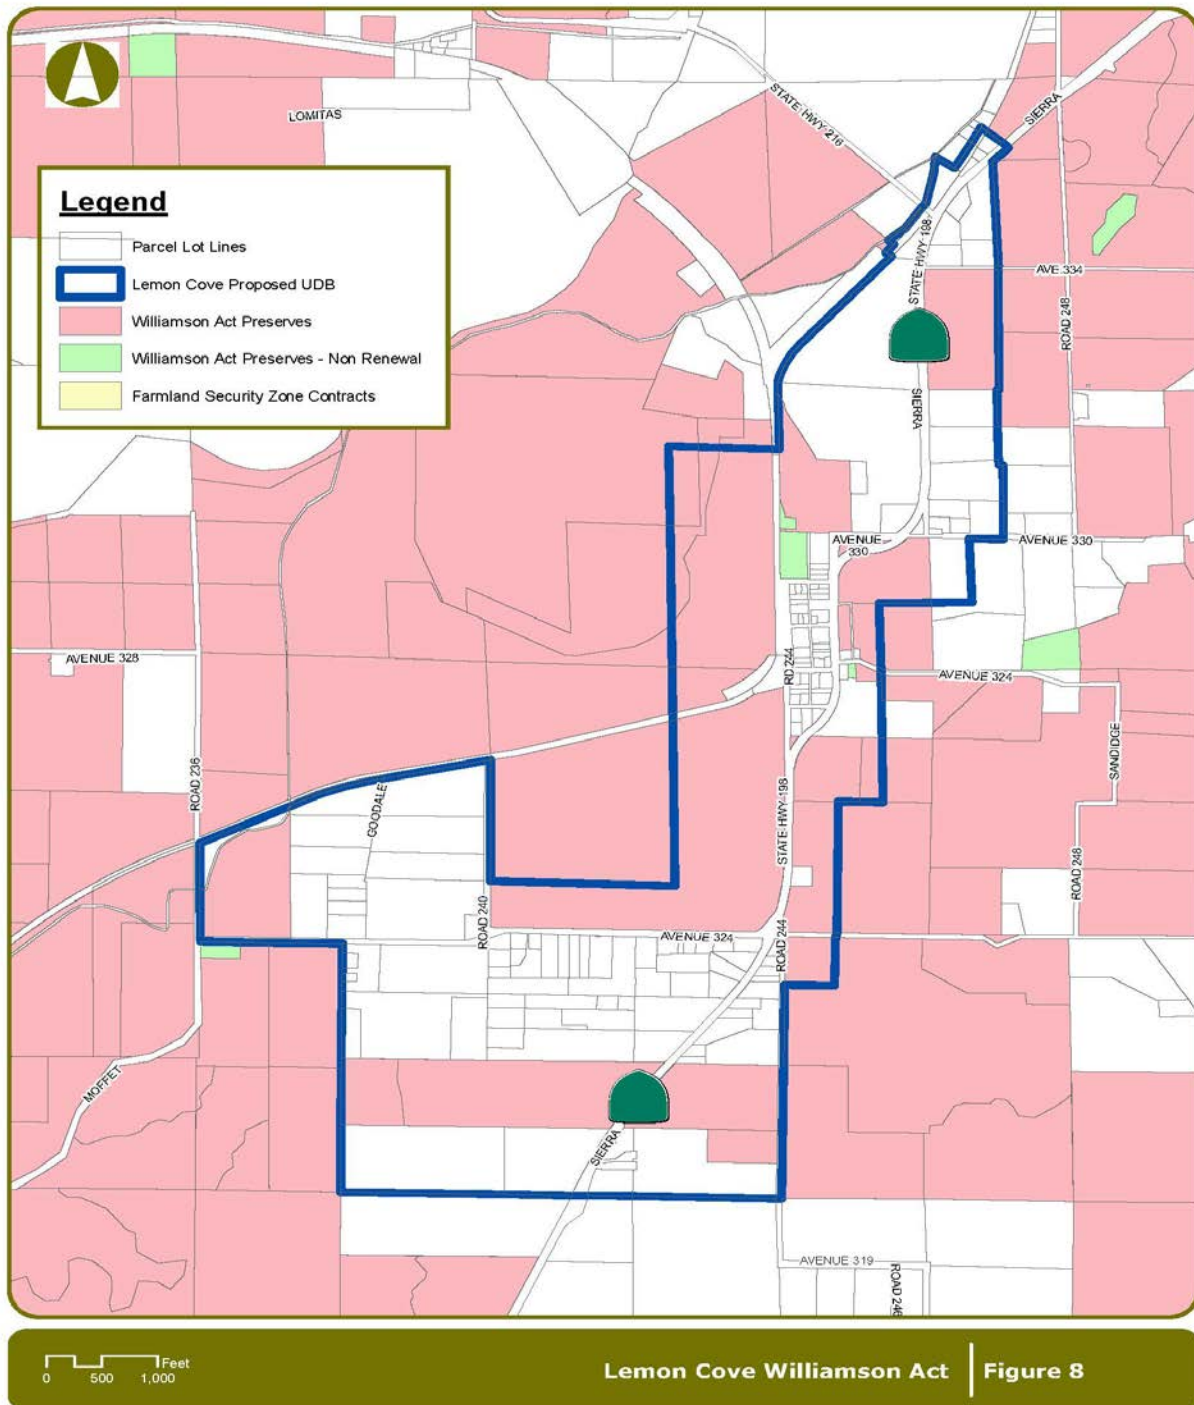 LOMITAS
STATE HWY 216
SIERRA
Legend
Parcel Lot Lines
Lemon Cove Proposed UDB
Williamson Act Preserves
Williamson Act Preserves - Non Renewal
Farmland Security Zone Contracts
STATE HWY 198
AVE 334
ROAD 248
SIERRA
AVENUE
330
AVENUE 330
AVENUE 328
RD 244
AVENUE 324
SANDIDGE
ROAD 236
GOODALE
STATE HWY 198
ROAD 248
ROAD 240
AVENUE 324
ROAD 244
MOFFET
SIERRA
AVENUE 319
ROAD 246
Feet
0 500 1,000
Lemon Cove Williamson Act
Figure 8